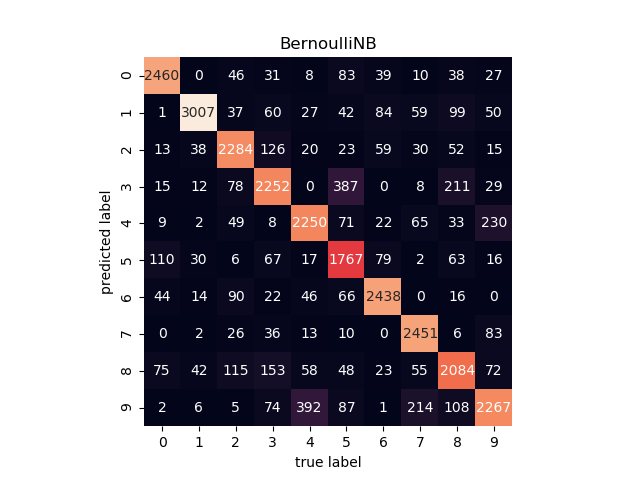 BernoulliNB
0 2460 0 46 31 8 83 39 10 38 27
1 1 3007 37 60 27 42 84 59 99 50
2 13 38 2284 126 20 23 59 30 52 15
3 15 12 78 2252 0 387 0 8 211 29
4 9 2 49 8 2250 71 22 65 33 230
5 110 30 6 67 17 1767 79 2 63 16
6 44 14 90 22 46 66 2438 0 16 0
7 0 2 26 36 13 10 0 2451 6 83
8 75 42 115 153 58 48 23 55 2084 72
9 2 6 5 74 392 87 1 214 108 2267
0 1 2 3 4 5 6 7 8 9
true label
predicted label